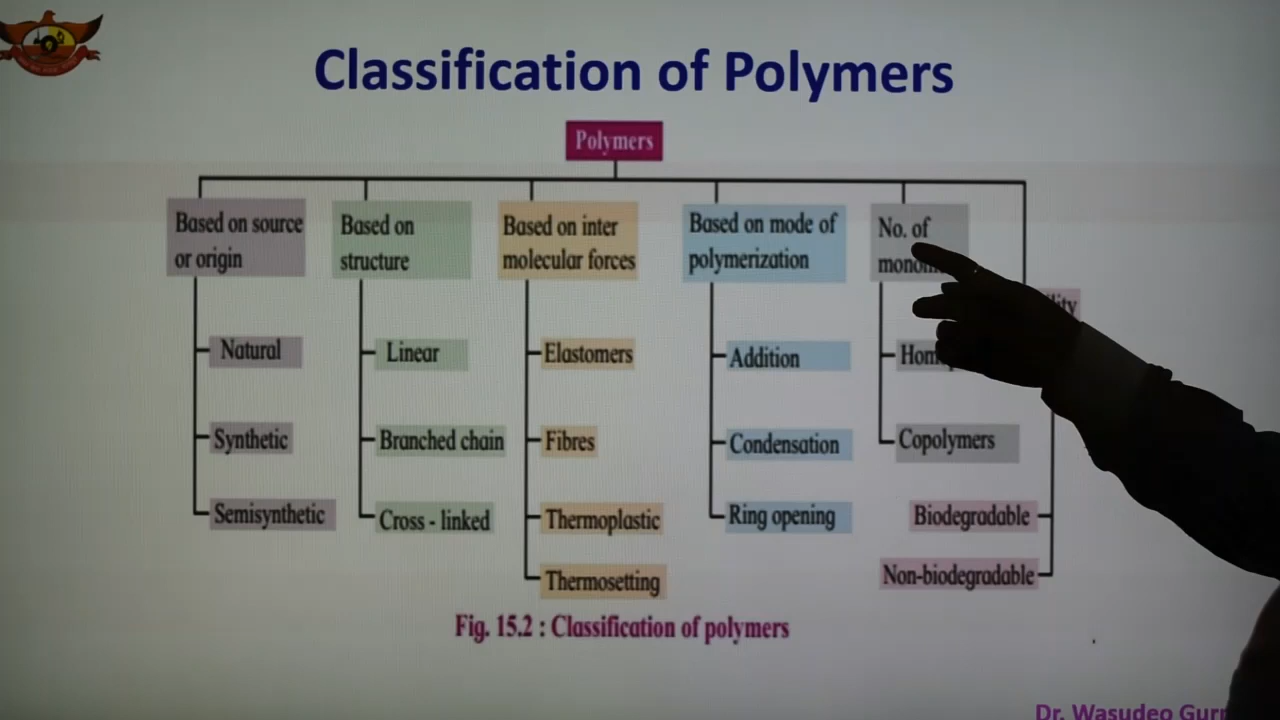 Classification of Polymers
Polymers
Based on source
or origin
Natural
Synthetic
Semisynthetic
Based on
structure
Linear
Branched chain
Cross - linked
Based on inter
molecular forces
Elastomers
Fibres
Thermoplastic
Thermosetting
Based on mode of
polymerization
Addition
Condensation
Ring opening
No. of
Copolymers
Biodegradable
Non-biodegradable
Fig. 15.2 : Classification of polymers
Dr. Wasudeo